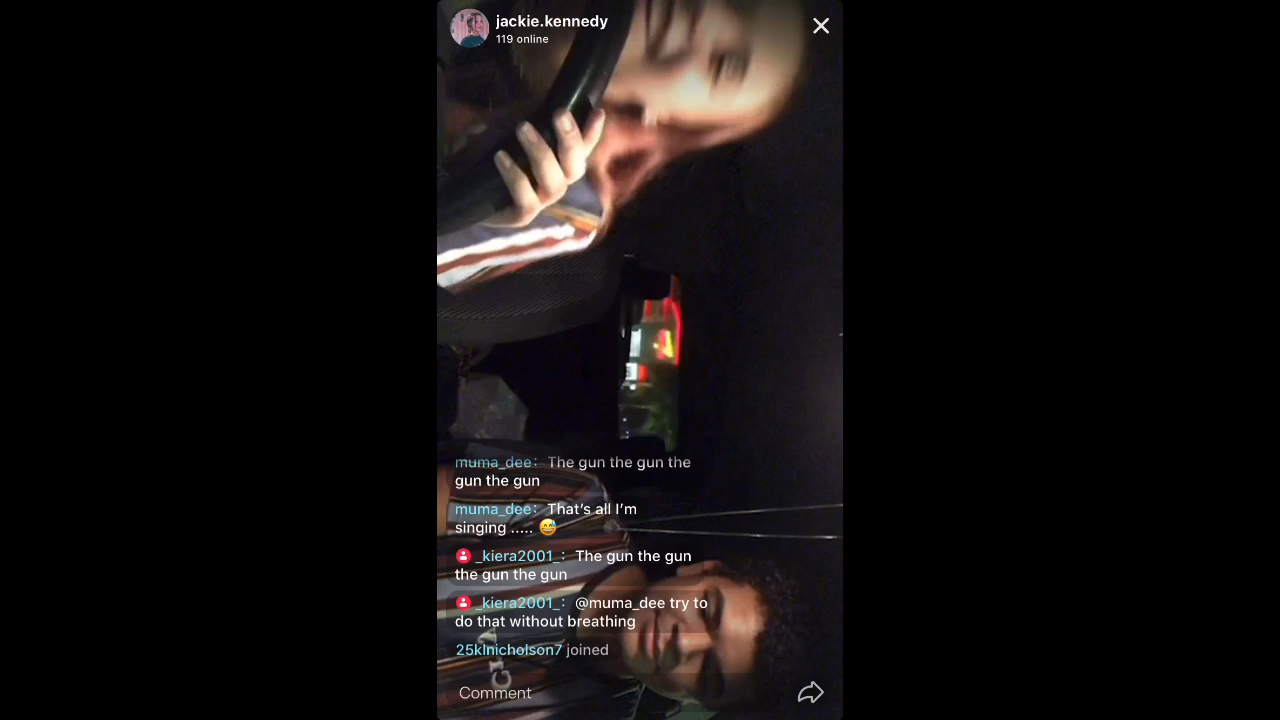 jackie.kennedy
119 online
muma_dee: The gun the gun the
gun the gun
muma_dee: That's all I'm
singing ..... 😅
_kiera2001_: The gun the gun
the gun the gun
_kiera2001_: @muma_dee try to
do that without breathing
25klnicholson7 joined
Comment